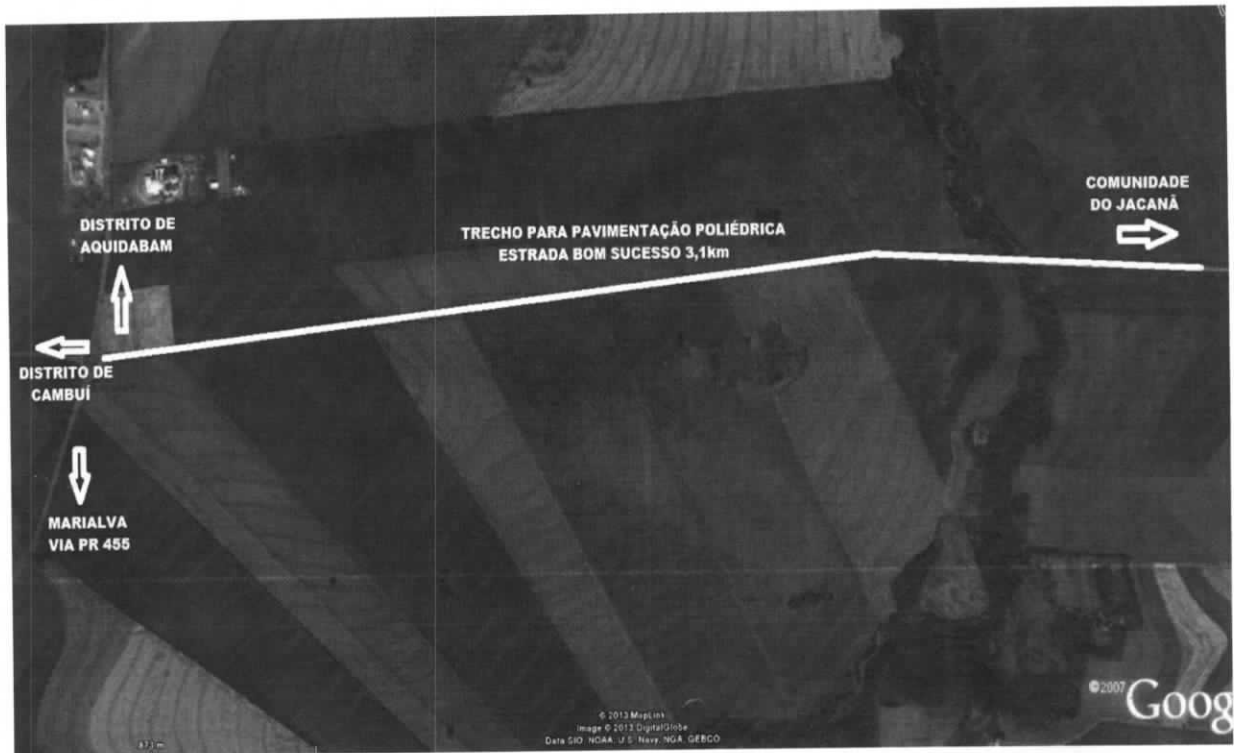 DISTRITO DE
AQUIDABAM
TRECHO PARA PAVIMENTAÇÃO POLIÉDRICA
ESTRADA BOM SUCESSO 3,1km
COMUNIDADE
DO JACANÃ
DISTRITO DE
CAMBUÍ
MARIALVA
VIA PR 455
873 m
© 2013 MapLink
Image © 2013 DigitalGlobe
Data SIO, NOAA, U.S. Navy, NGA, GEBCO
©2007 Goog